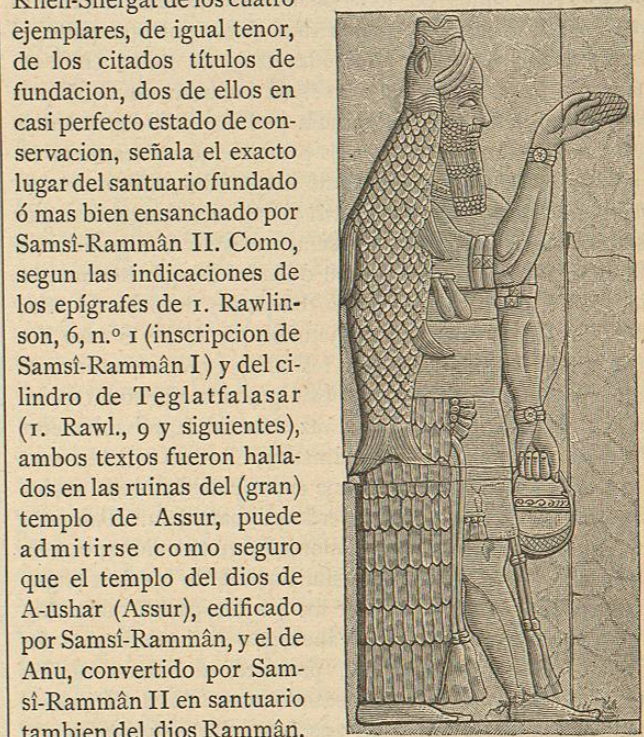 Kileh-Shergat de los cuatro
ejemplares, de igual tenor,
de los citados títulos de
fundacion, dos de ellos en
casi perfecto estado de con-
servacion, señala el exacto
lugar del santuario fundado
ó mas bien ensanchado por
Samsî-Rammân II. Como,
segun las indicaciones de
los epígrafes de 1. Rawlin-
son, 6, n.º 1 (inscripcion de
Samsî-Rammân I) y del ci-
lindro de Teglatfalasar
(1. Rawl., 9 y siguientes),
ambos textos fueron halla-
dos en las ruinas del (gran)
templo de Assur, puede
admitirse como seguro
que el templo del dios de
A-ushar (Assur), edificado
por Samsî-Rammân, y el de
Anu, convertido por Sam-
sî-Rammân II en santuario
tambien del dios Rammân,